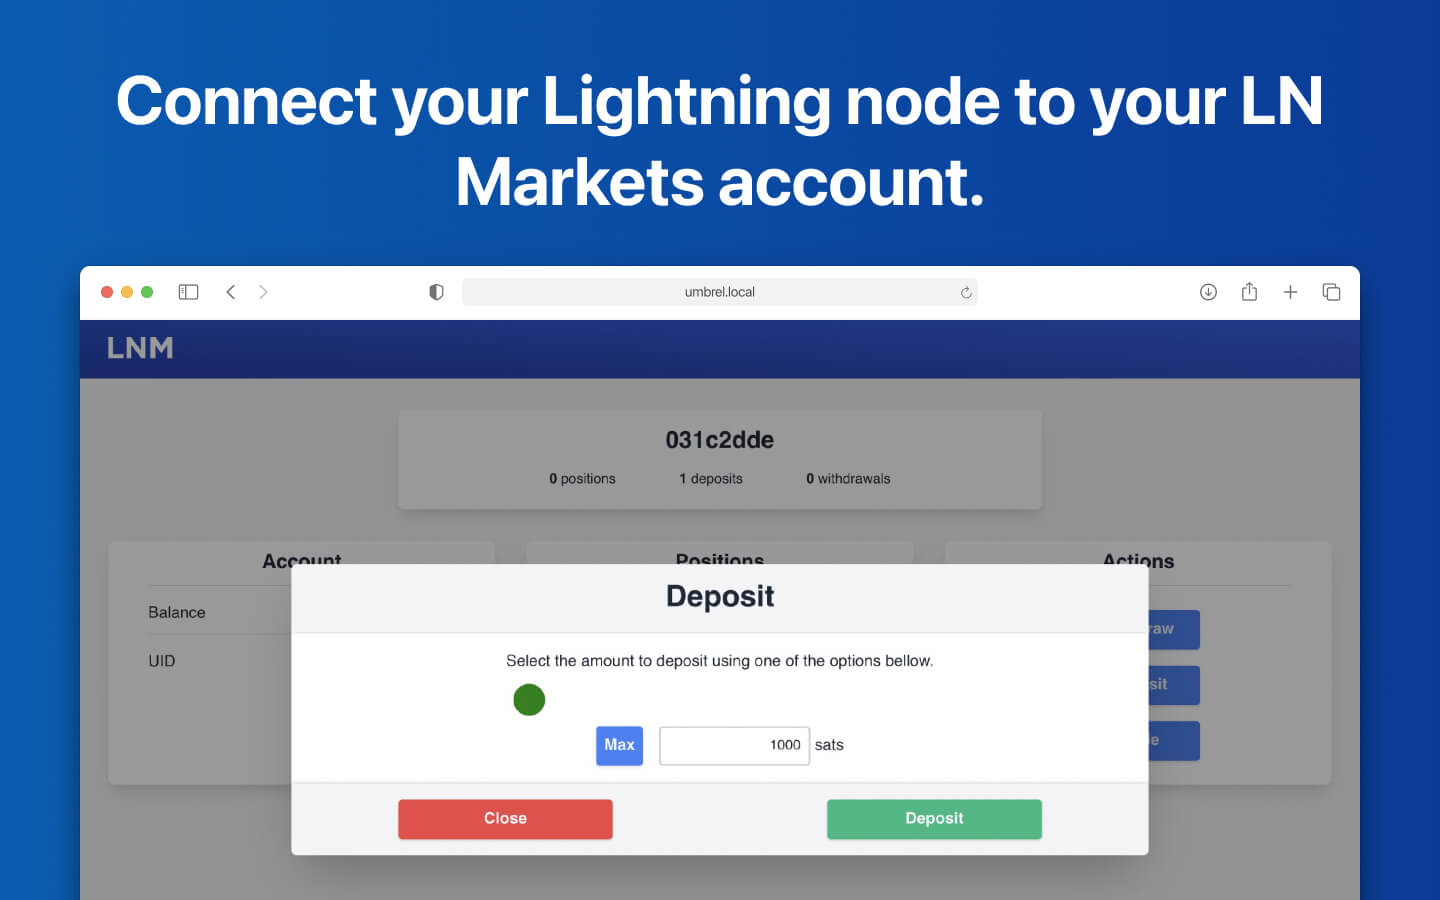 Connect your Lightning node to your LN
Markets account.
umbrel.local
LNM
031c2dde
0 positions 1 deposits 0 withdrawals
Account Positions Actions
Balance
UID
Deposit
Select the amount to deposit using one of the options bellow.
Max 1000 sats
Close Deposit